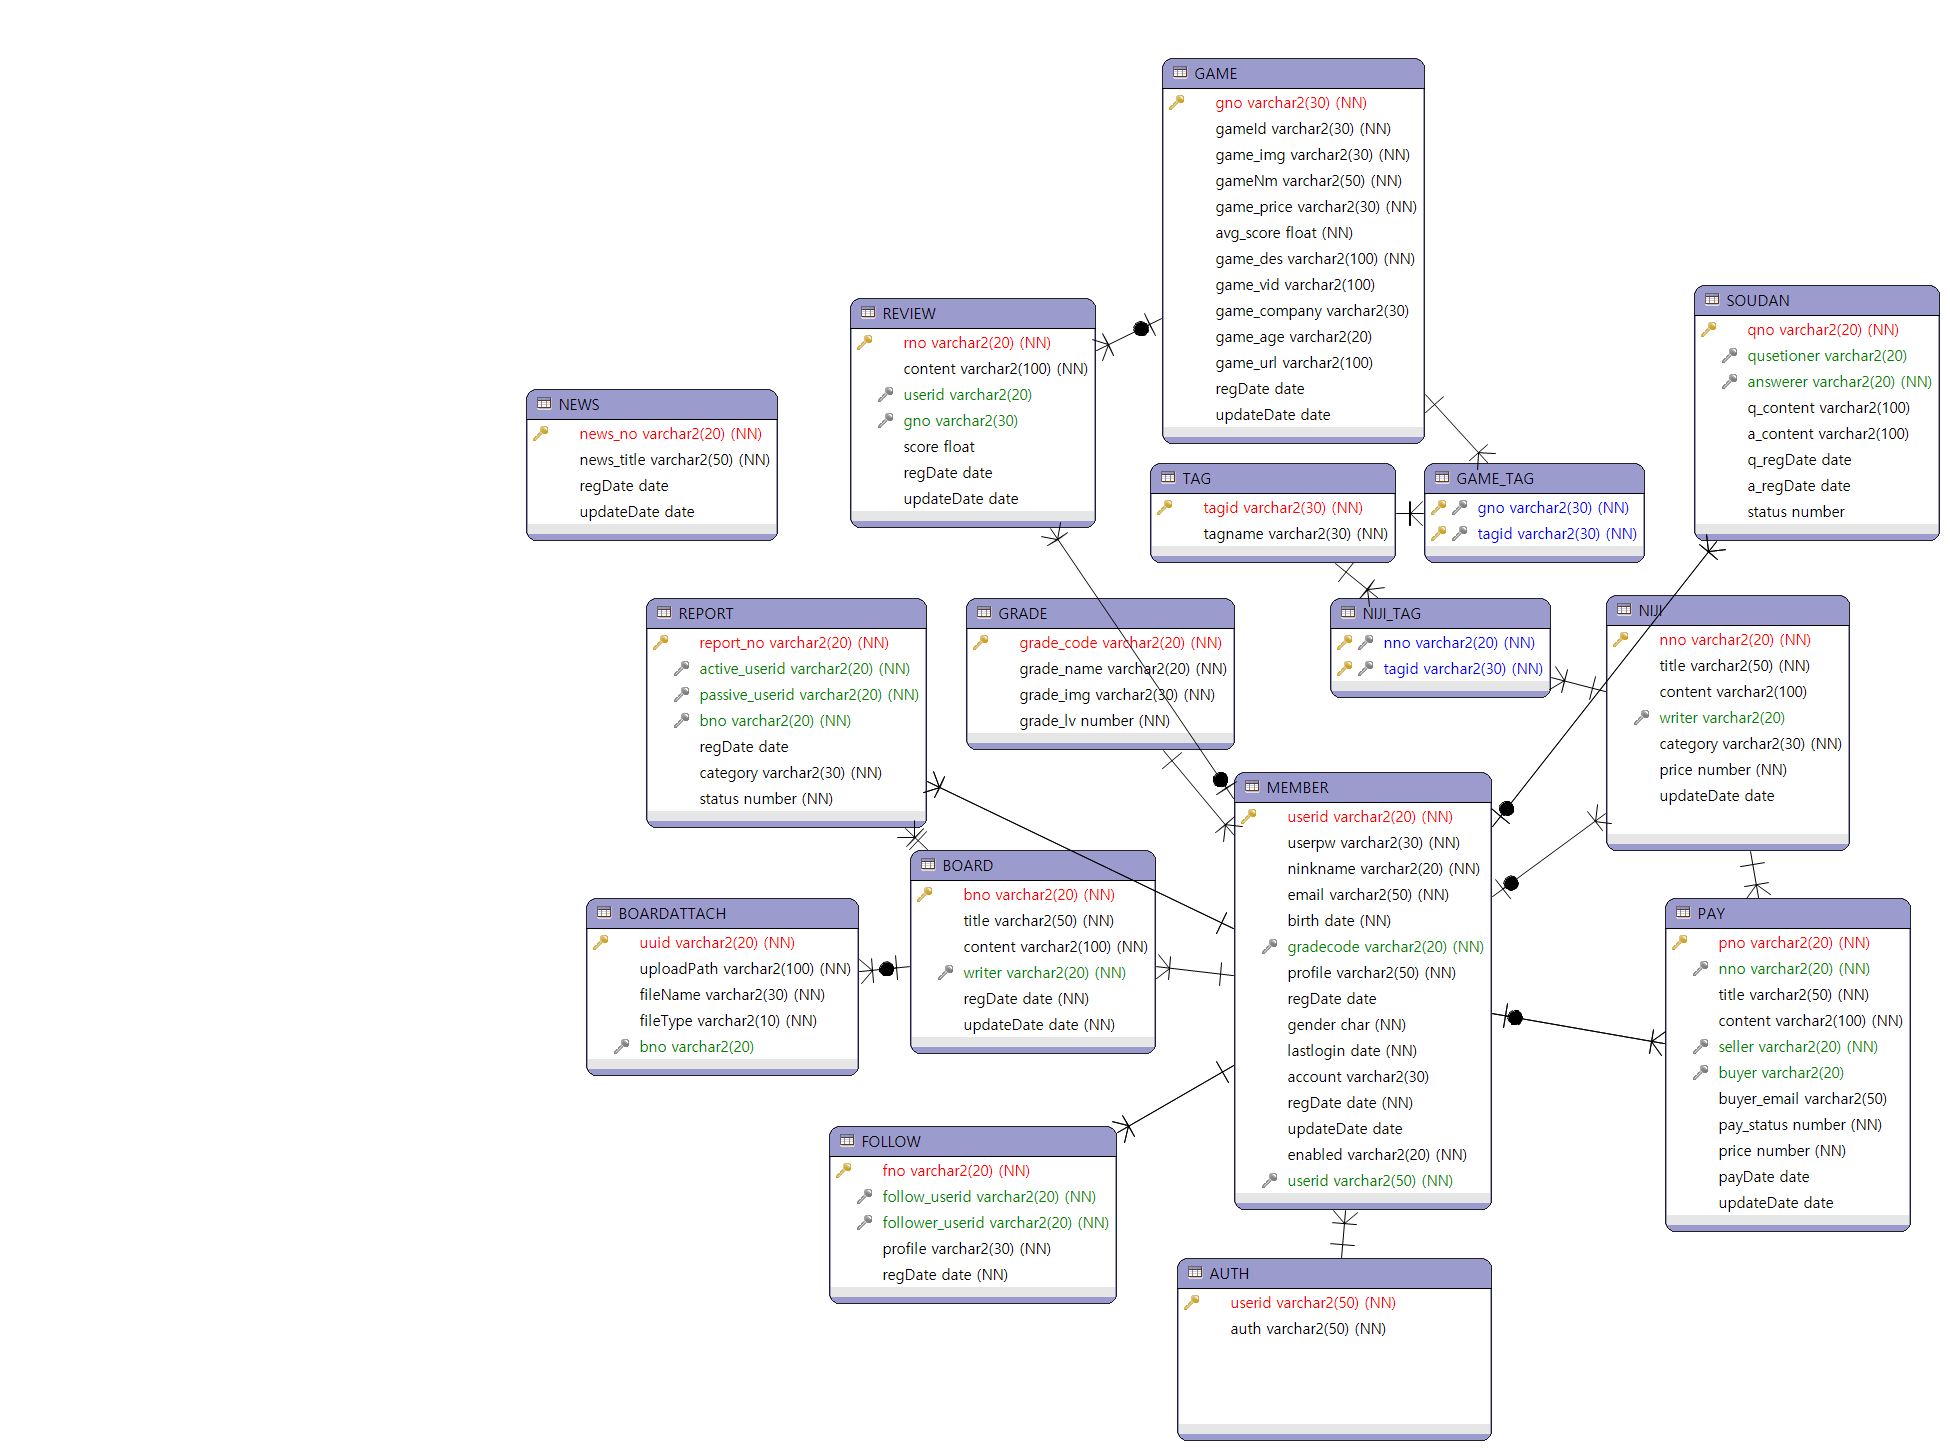 GAME
gno varchar2(30) (NN)
gameId varchar2(30) (NN)
game_img varchar2(30) (NN)
gameNm varchar2(50) (NN)
game_price varchar2(30) (NN)
avg_score float (NN)
game_des varchar2(100) (NN)
game_vid varchar2(100)
game_company varchar2(30)
game_age varchar2(20)
game_url varchar2(100)
regDate date
updateDate date
SOUDAN
qno varchar2(20) (NN)
qusetioner varchar2(20)
answerer varchar2(20) (NN)
q_content varchar2(100)
a_content varchar2(100)
q_regDate date
a_regDate date
status number
REVIEW
rno varchar2(20) (NN)
content varchar2(100) (NN)
userid varchar2(20)
gno varchar2(30)
score float
regDate date
updateDate date
NEWS
news_no varchar2(20) (NN)
news_title varchar2(50) (NN)
regDate date
updateDate date
TAG
tagid varchar2(30) (NN)
tagname varchar2(30) (NN)
GAME_TAG
gno varchar2(30) (NN)
tagid varchar2(30) (NN)
REPORT
report_no varchar2(20) (NN)
active_userid varchar2(20) (NN)
passive_userid varchar2(20) (NN)
bno varchar2(20) (NN)
regDate date
category varchar2(30) (NN)
status number (NN)
GRADE
grade_code varchar2(20) (NN)
grade_name varchar2(20) (NN)
grade_img varchar2(30) (NN)
grade_lv number (NN)
NIJI_TAG
nno varchar2(20) (NN)
tagid varchar2(30) (NN)
NIJI
nno varchar2(20) (NN)
title varchar2(50) (NN)
content varchar2(100)
writer varchar2(20)
category varchar2(30) (NN)
price number (NN)
updateDate date
MEMBER
userid varchar2(20) (NN)
userpw varchar2(30) (NN)
ninkname varchar2(20) (NN)
email varchar2(50) (NN)
birth date (NN)
gradecode varchar2(20) (NN)
profile varchar2(50) (NN)
regDate date
gender char (NN)
lastlogin date (NN)
account varchar2(30)
regDate date (NN)
updateDate date
enabled varchar2(20) (NN)
userid varchar2(50) (NN)
BOARD
bno varchar2(20) (NN)
title varchar2(50) (NN)
content varchar2(100) (NN)
writer varchar2(20) (NN)
regDate date (NN)
updateDate date (NN)
BOARDATTACH
uuid varchar2(20) (NN)
uploadPath varchar2(100) (NN)
fileName varchar2(30) (NN)
fileType varchar2(10) (NN)
bno varchar2(20)
PAY
pno varchar2(20) (NN)
nno varchar2(20) (NN)
title varchar2(50) (NN)
content varchar2(100) (NN)
seller varchar2(20) (NN)
buyer varchar2(20)
buyer_email varchar2(50)
pay_status number (NN)
price number (NN)
payDate date
updateDate date
FOLLOW
fno varchar2(20) (NN)
follow_userid varchar2(20) (NN)
follower_userid varchar2(20) (NN)
profile varchar2(30) (NN)
regDate date (NN)
AUTH
userid varchar2(50) (NN)
auth varchar2(50) (NN)